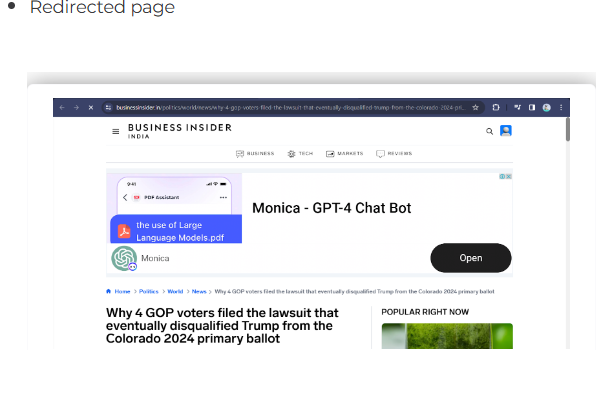 Redirected page
businessinsider.in/politics/world/news/why-4-gop-voters-filed-the-lawsuit-that-eventually-disqualified-trump-from-the-colorado-2024-pri...
BUSINESS INSIDER
INDIA
BUSINESS TECH MARKETS REVIEWS
9:41
PDF Assistant
the use of Large
Language Models.pdf
Monica - GPT-4 Chat Bot
Monica
Open
Home > Politics > World > News > Why 4 GOP voters filed the lawsuit that eventually disqualified Trump from the Colorado 2024 primary ballot
Why 4 GOP voters filed the lawsuit that
eventually disqualified Trump from the
Colorado 2024 primary ballot
POPULAR RIGHT NOW